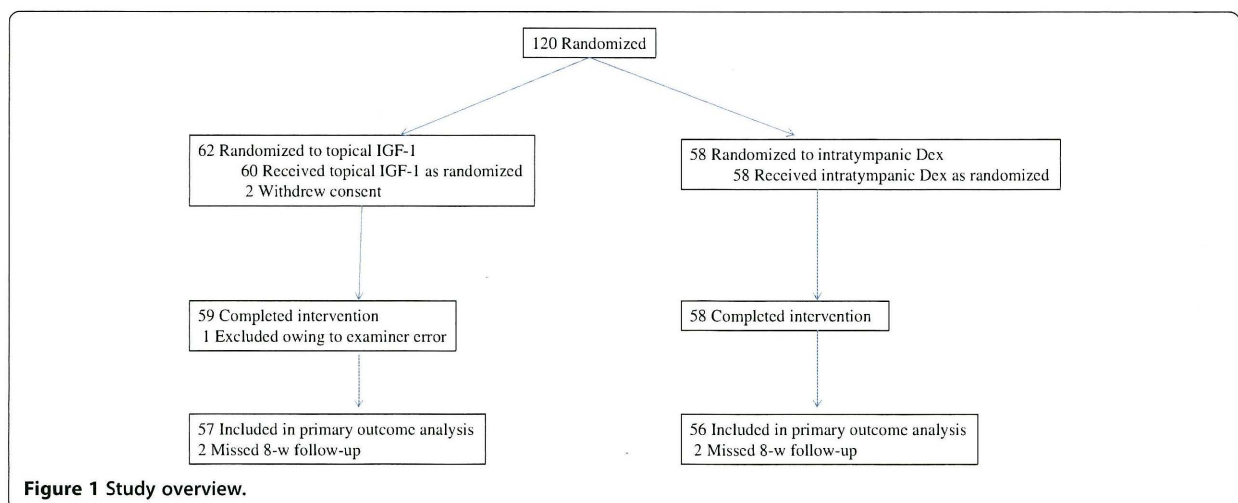 120 Randomized
62 Randomized to topical IGF-1
60 Received topical IGF-1 as randomized
2 Withdrew consent
58 Randomized to intratympanic Dex
58 Received intratympanic Dex as randomized
59 Completed intervention
1 Excluded owing to examiner error
58 Completed intervention
57 Included in primary outcome analysis
2 Missed 8-w follow-up
56 Included in primary outcome analysis
2 Missed 8-w follow-up
Figure 1 Study overview.